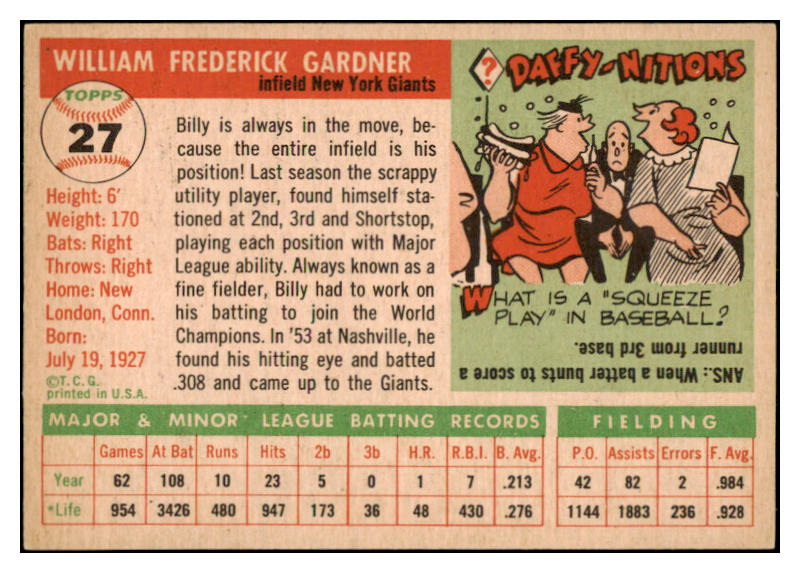 WILLIAM FREDERICK GARDNER
infield New York Giants
TOPPS
27
Height: 6'
Weight: 170
Bats: Right
Throws: Right
Home: New
London, Conn.
Born:
July 19, 1927
©T.C.G.
printed in U.S.A.
Billy is always in the move, be-
cause the entire infield is his
position! Last season the scrappy
utility player, found himself sta-
tioned at 2nd, 3rd and Shortstop,
playing each position with Major
League ability. Always known as a
fine fielder, Billy had to work on
his batting to join the World
Champions. In '53 at Nashville, he
found his hitting eye and batted
.308 and came up to the Giants.
? DAFFY-NITIONS
WHAT IS A "SQUEEZE
PLAY" IN BASEBALL?
ANS.: When a batter bunts to score a
runner from 3rd base.
MAJOR & MINOR LEAGUE BATTING RECORDS FIELDING
Games At Bat Runs Hits 2b 3b H.R. R.B.I. B. Avg. P.O. Assists Errors F. Avg.
Year 62 108 10 23 5 0 1 7 .213 42 82 2 .984
*Life 954 3426 480 947 173 36 48 430 .276 1144 1883 236 .928